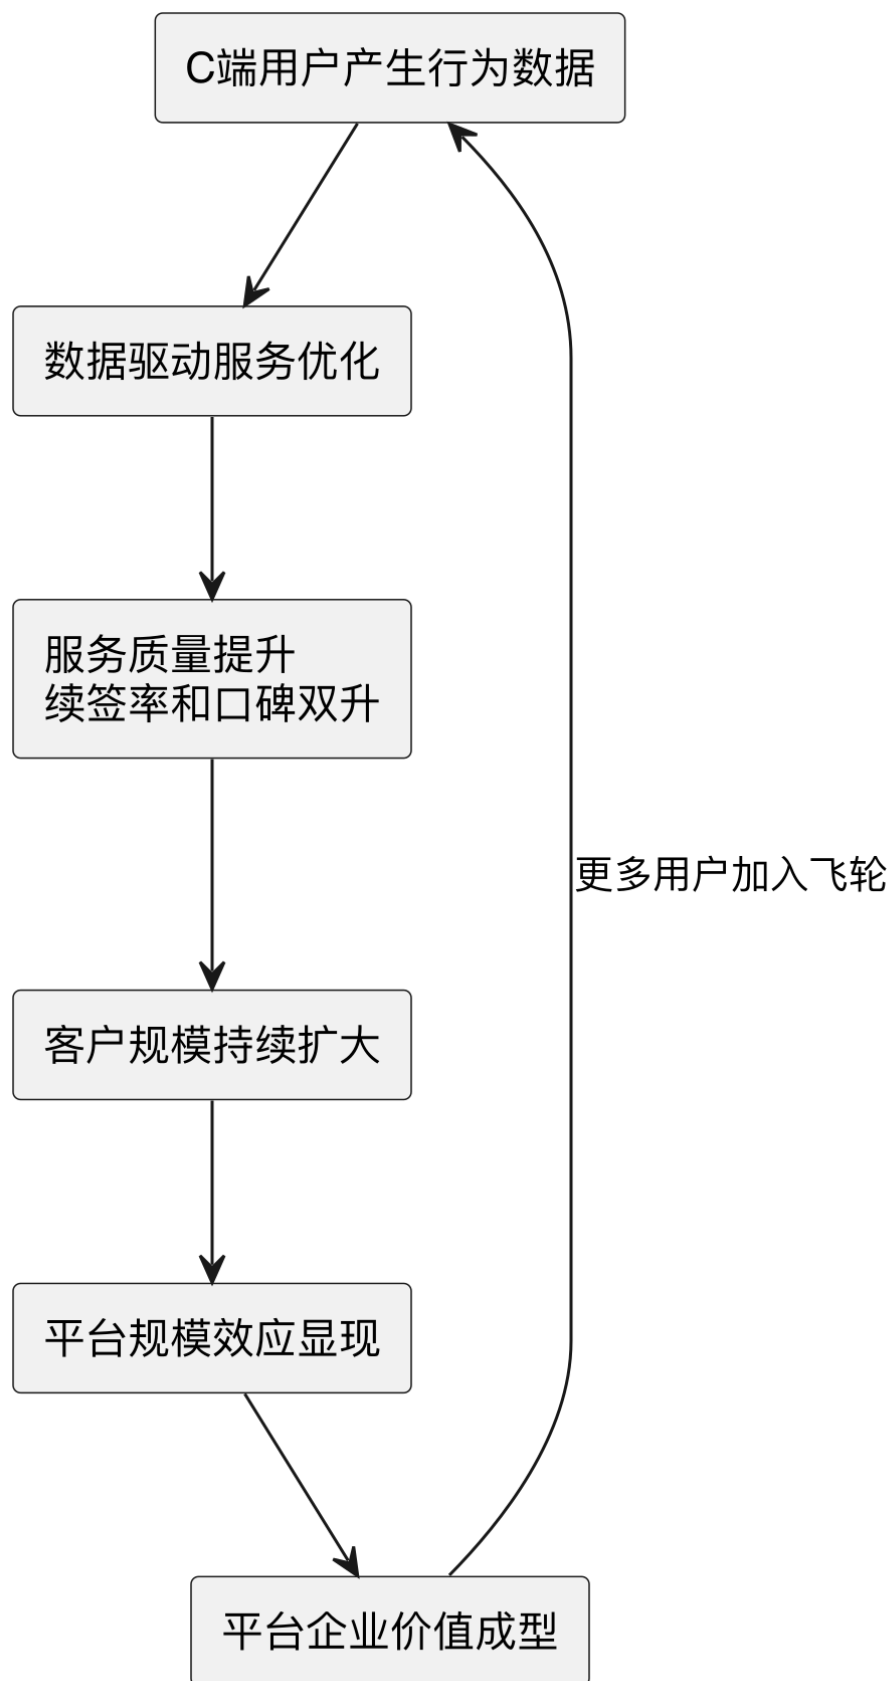 C端用户产生行为数据
数据驱动服务优化
服务质量提升
续签率和口碑双升
更多用户加入飞轮
客户规模持续扩大
平台规模效应显现
平台企业价值成型